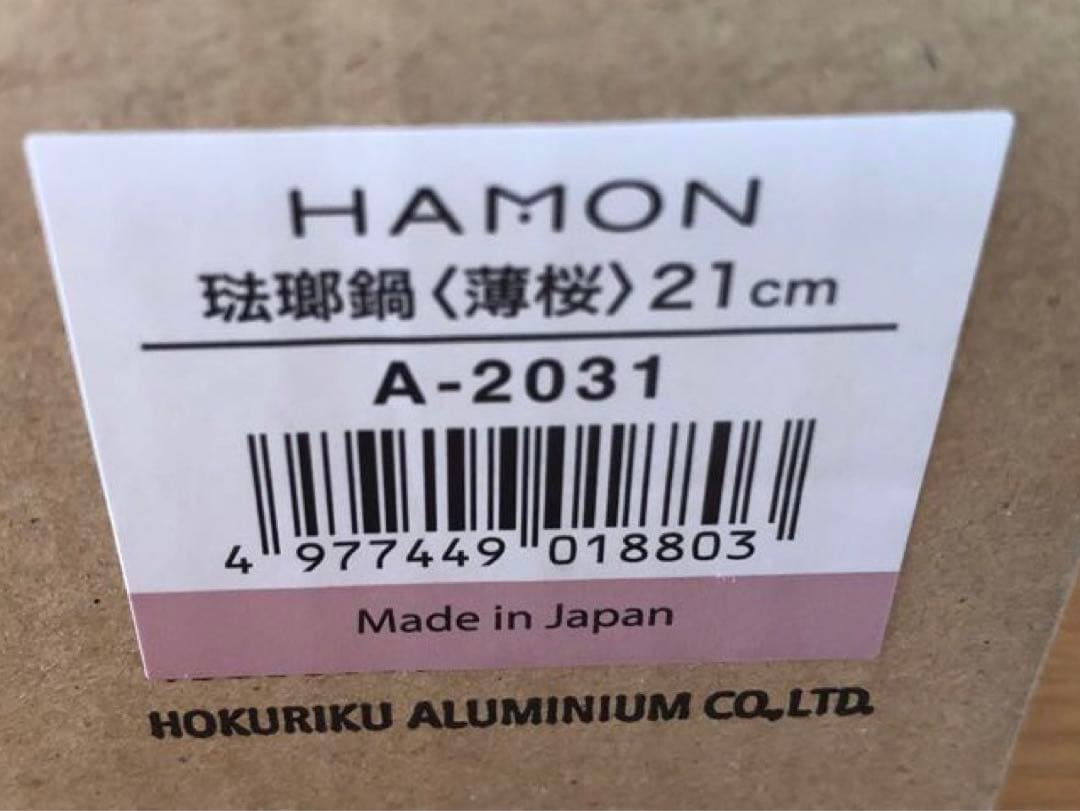 HAMON
琺瑯鍋〈薄桜〉21cm
A-2031
4 977449 018803
Made in Japan
HOKURIKU ALUMINIUM CO.,LTD.